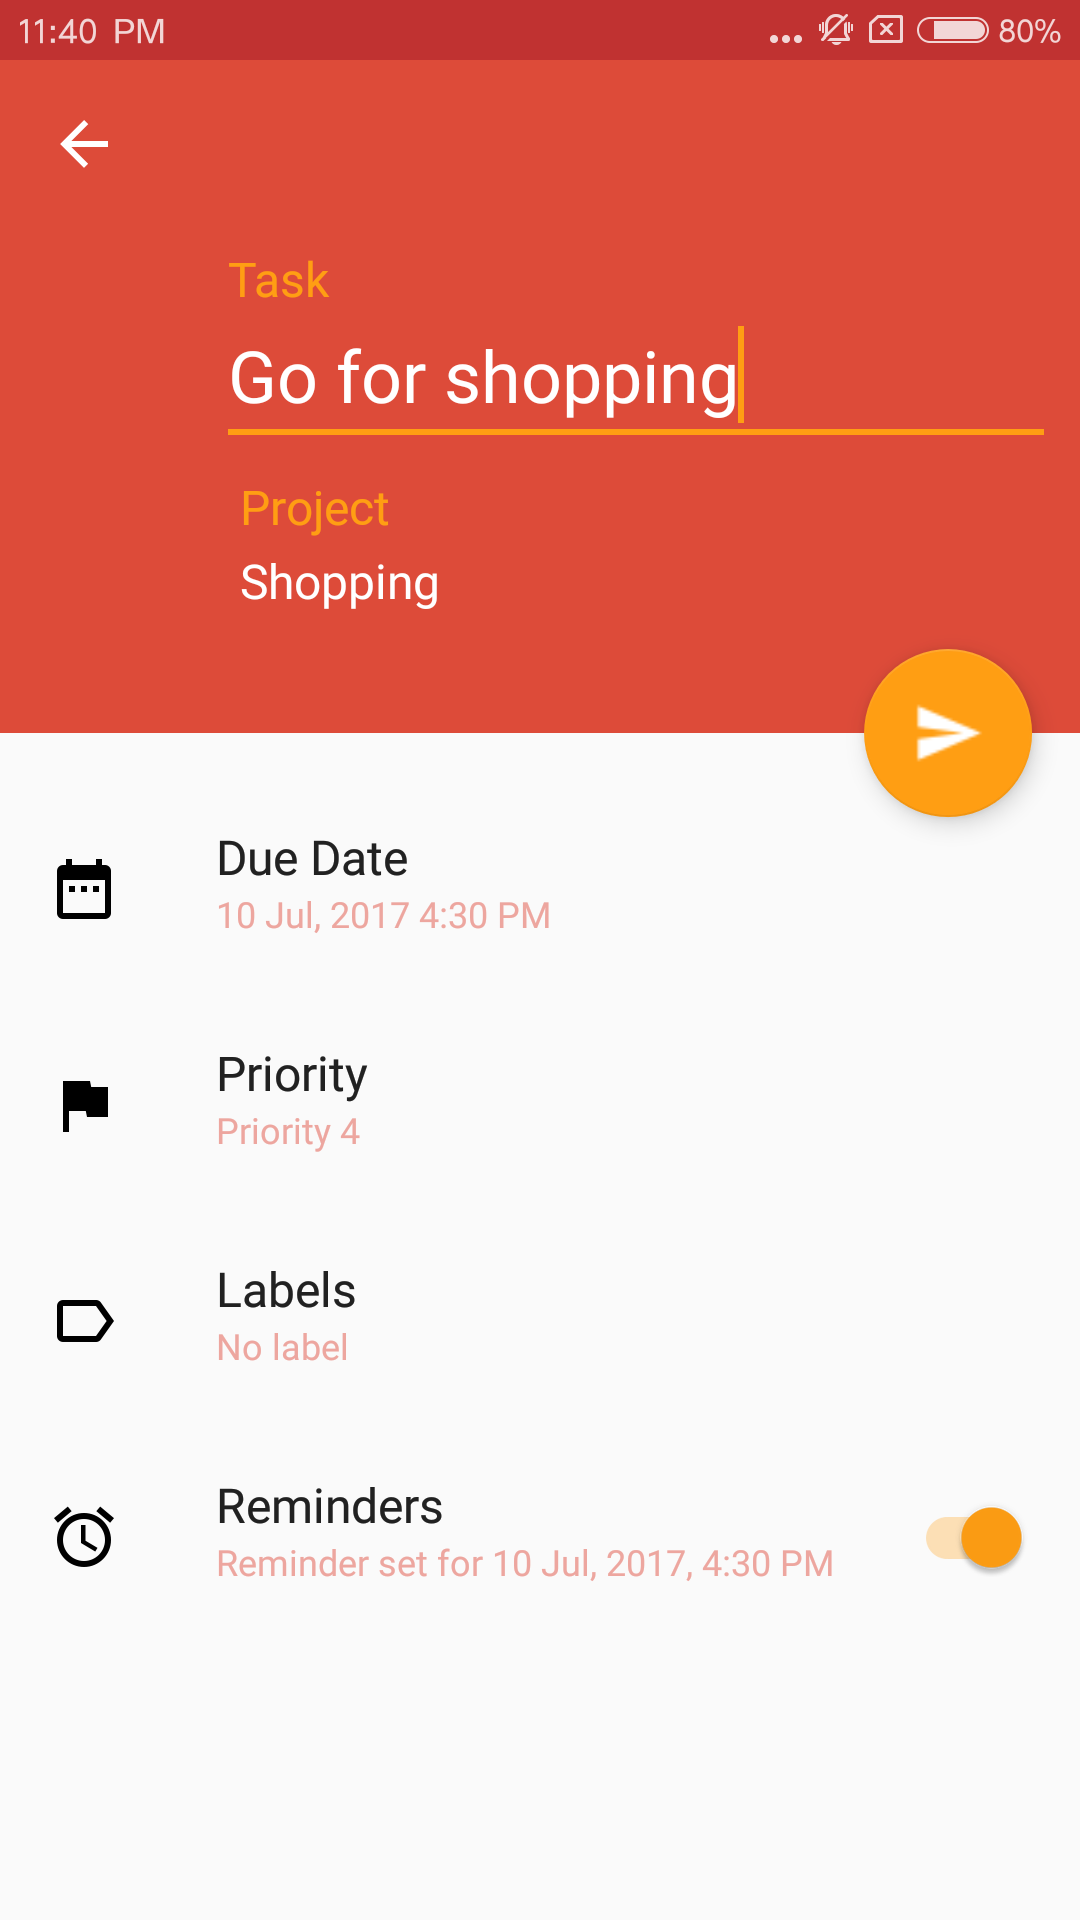 11:40 PM
80%
Task
Go for shopping
Project
Shopping
Due Date
10 Jul, 2017 4:30 PM
Priority
Priority 4
Labels
No label
Reminders
Reminder set for 10 Jul, 2017, 4:30 PM